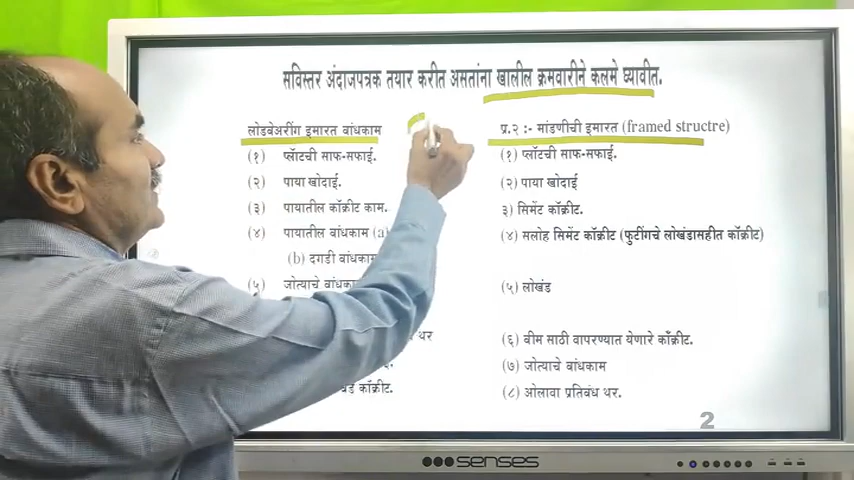 सविस्तर अंदाजपत्रक तयार करीत असतांना खालील क्रमवारीने कलमे घ्यावीत.
लोडबेअरींग इमारत बांधकाम
(१) प्लॉटची साफ-सफाई.
(२) पाया खोदाई.
(३) पायातील काँक्रीट काम.
(४) पायातील बांधकाम (a)
(b) दगडी बांधकाम
(५) जोत्याचे बांधकाम
थर
काँक्रीट.
प्र.२ :- मांडणीची इमारत (framed structre)
(१) प्लॉटची साफ-सफाई.
(२) पाया खोदाई
३) सिमेंट काँक्रीट.
(४) सलोह सिमेंट काँक्रीट (फुटींगचे लोखंडासहीत काँक्रीट)
(५) लोखंड
(६) वीम साठी वापरण्यात येणारे काँक्रीट.
(७) जोत्याचे बांधकाम
(८) ओलावा प्रतिबंध थर.
2
senses